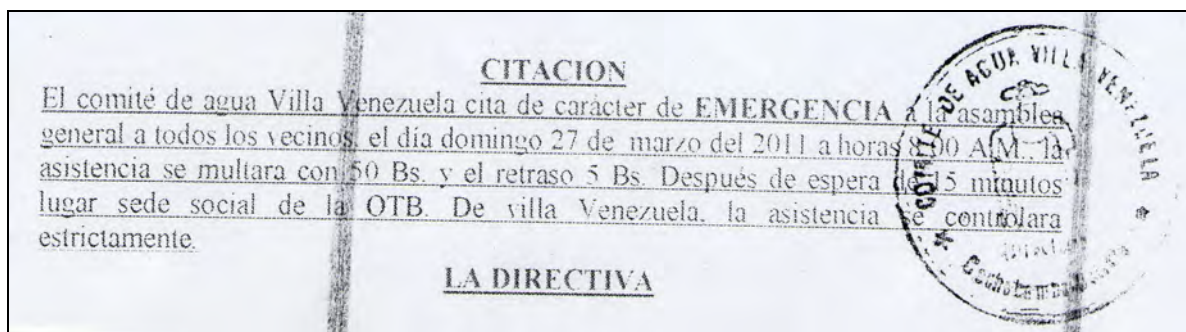 CITACION
El comité de agua Villa Venezuela cita de carácter de EMERGENCIA a la asamblea
general a todos los vecinos, el día domingo 27 de marzo del 2011 a horas 8:00 A.M., la
asistencia se multara con 50 Bs. y el retraso 5 Bs. Después de espera de 15 minutos
lugar sede social de la OTB. De villa Venezuela, la asistencia se controlara
estrictamente.
LA DIRECTIVA
COMITE DE AGUA VILLA VENEZUELA
Cochabamba